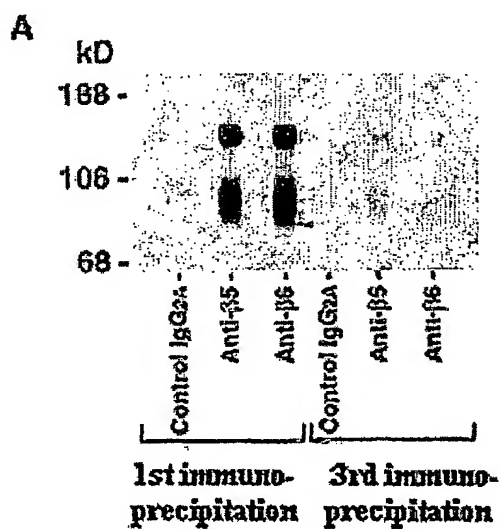 A
kD
188 -
106 -
68 -
Control IgG2A
Anti-β5
Anti-β6
Control IgG2A
Anti-β5
Anti-β6
1st immuno-
precipitation
3rd immuno-
precipitation